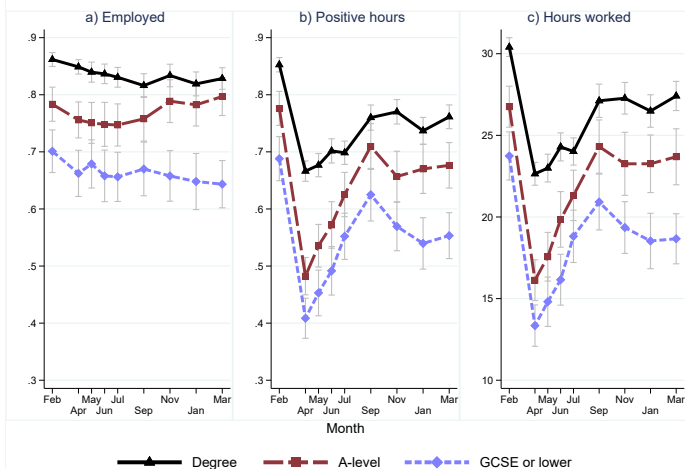 a) Employed
b) Positive hours
c) Hours worked
.9
.8
.7
.6
.5
.4
.3
Feb
Apr
May
Jun
Jul
Sep
Nov
Jan
Mar
.9
.8
.7
.6
.5
.4
.3
Feb
Apr
May
Jun
Jul
Sep
Nov
Jan
Mar
30
25
20
15
10
Feb
Apr
May
Jun
Jul
Sep
Nov
Jan
Mar
Month
Degree
A-level
GCSE or lower